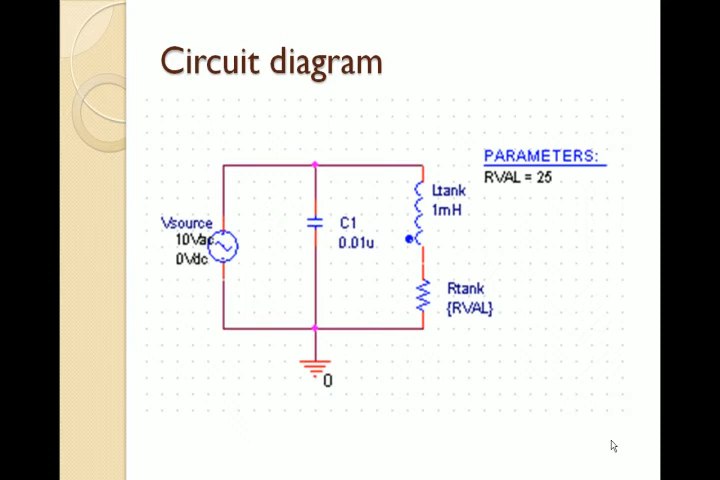 Circuit diagram
PARAMETERS:
RVAL = 25
Ltank
1mH
Vsource
10Vac
0Vdc
C1
0.01u
Rtank
{RVAL}
0